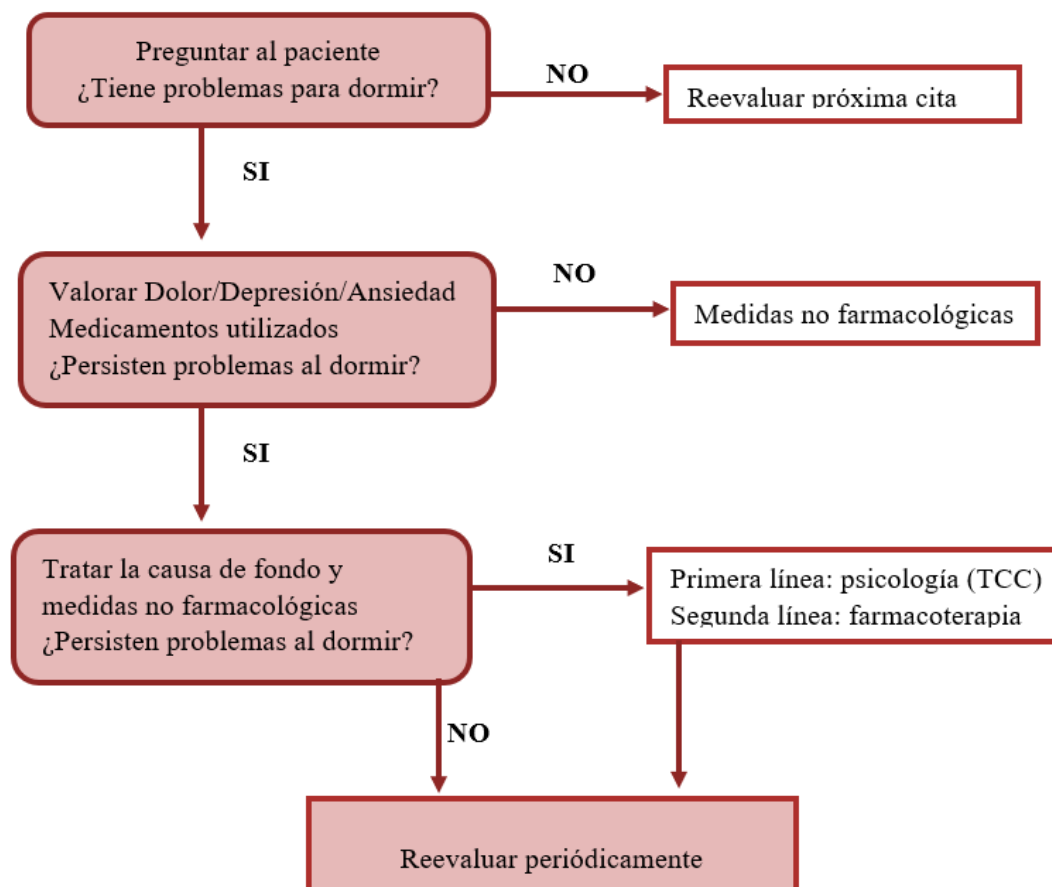 Preguntar al paciente
¿Tiene problemas para dormir?
NO
Reevaluar próxima cita
SI
Valorar Dolor/Depresión/Ansiedad
Medicamentos utilizados
¿Persisten problemas al dormir?
NO
Medidas no farmacológicas
SI
Tratar la causa de fondo y
medidas no farmacológicas
¿Persisten problemas al dormir?
SI
Primera línea: psicología (TCC)
Segunda línea: farmacoterapia
NO
Reevaluar periódicamente